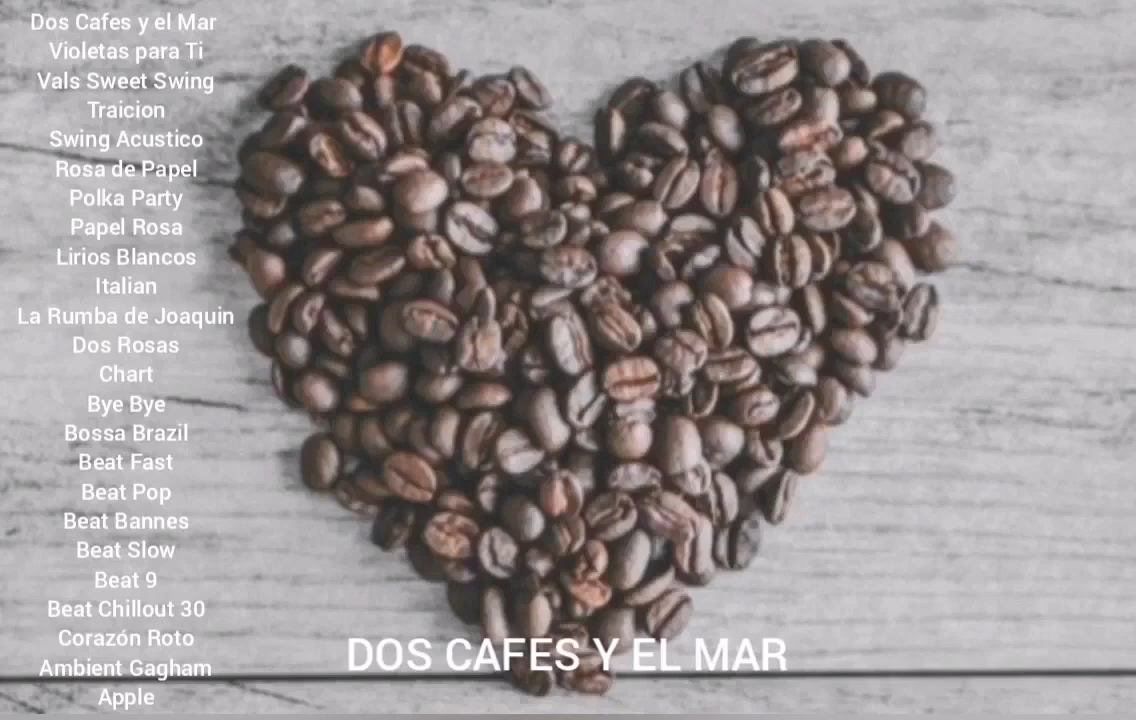 Dos Cafes y el Mar
Violetas para Ti
Vals Sweet Swing
Traicion
Swing Acustico
Rosa de Papel
Polka Party
Papel Rosa
Lirios Blancos
Italian
La Rumba de Joaquin
Dos Rosas
Chart
Bye Bye
Bossa Brazil
Beat Fast
Beat Pop
Beat Bannes
Beat Slow
Beat 9
Beat Chillout 30
Corazón Roto
Ambient Gagham
Apple
DOS CAFES Y EL MAR